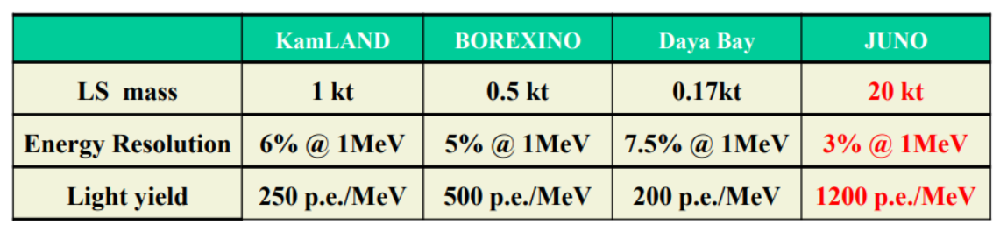 KamLAND BOREXINO Daya Bay JUNO
LS mass 1 kt 0.5 kt 0.17kt 20 kt
Energy Resolution 6% @ 1MeV 5% @ 1MeV 7.5% @ 1MeV 3% @ 1MeV
Light yield 250 p.e./MeV 500 p.e./MeV 200 p.e./MeV 1200 p.e./MeV